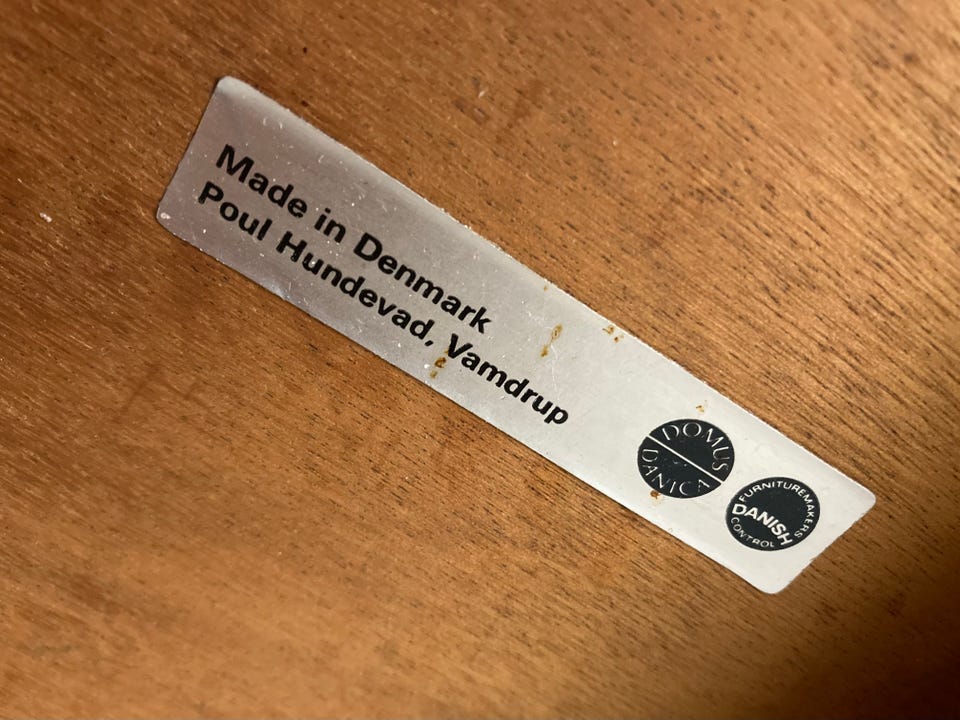 Made in Denmark
Poul Hundevad, Vamdrup
DOMUS
DANICA
FURNITUREMAKERS
DANISH
CONTROL